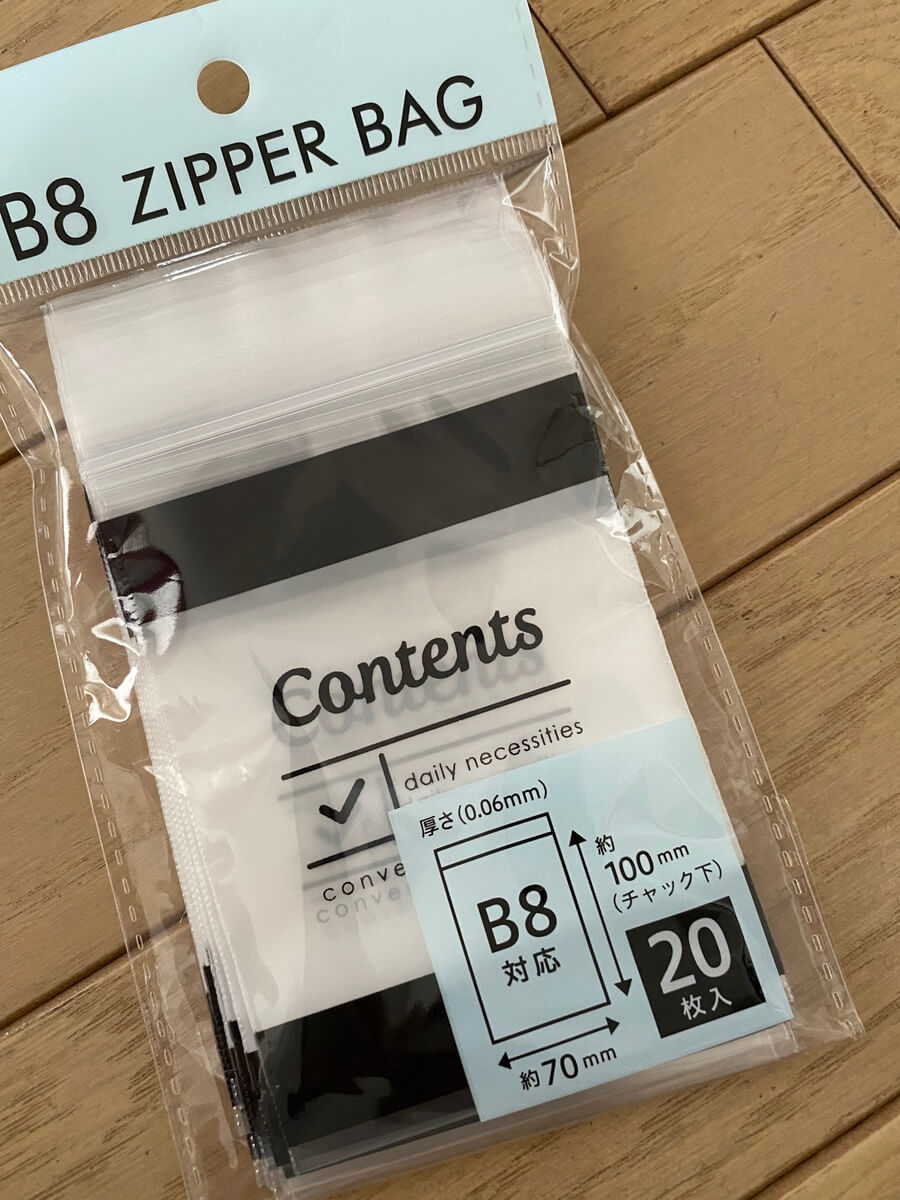 B8 ZIPPER BAG
Contents
daily necessities
conve
厚さ(0.06mm)
約
100mm
(チャック下)
B8
対応
20
枚入
約70mm